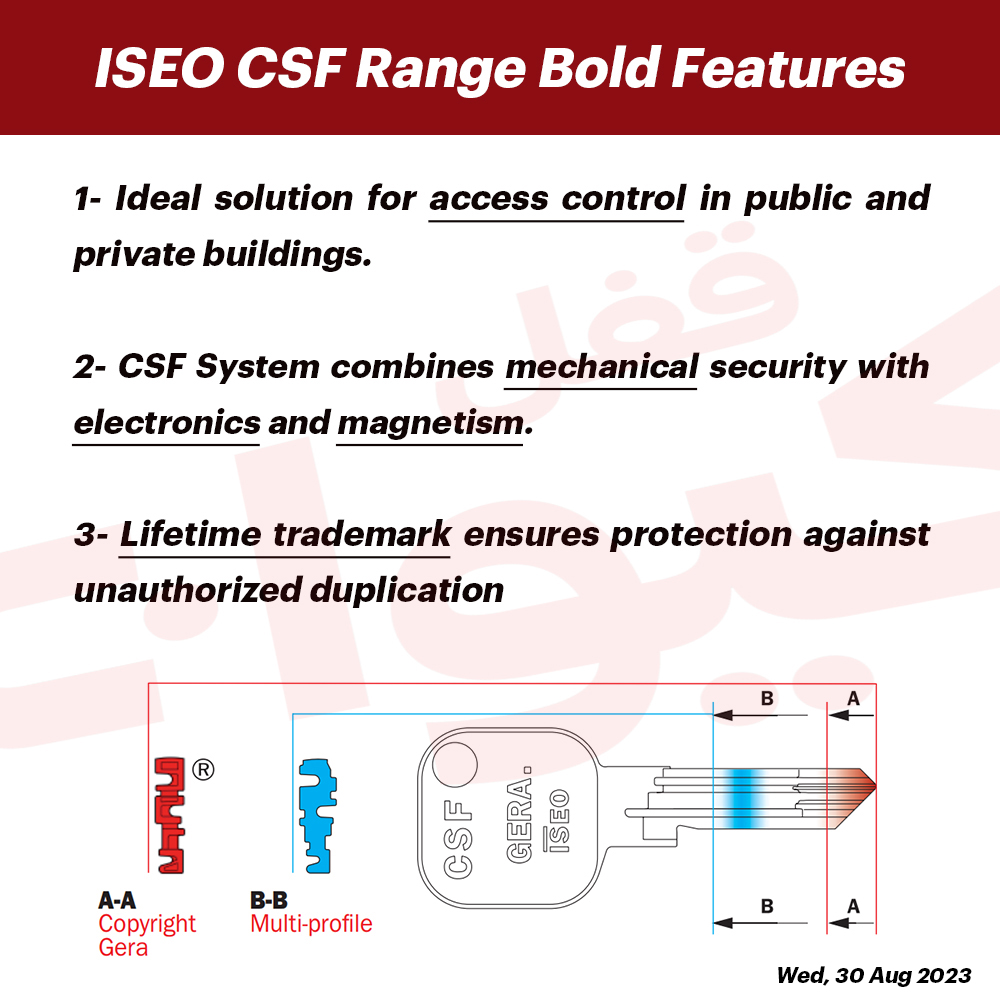 ISEO CSF Range Bold Features
1- Ideal solution for access control in public and
private buildings.
2- CSF System combines mechanical security with
electronics and magnetism.
3- Lifetime trademark ensures protection against
unauthorized duplication
قفل
کیوان
B
A
®
CSF
GERA.
ISEO
A-A
Copyright
Gera
B-B
Multi-profile
B
A
Wed, 30 Aug 2023